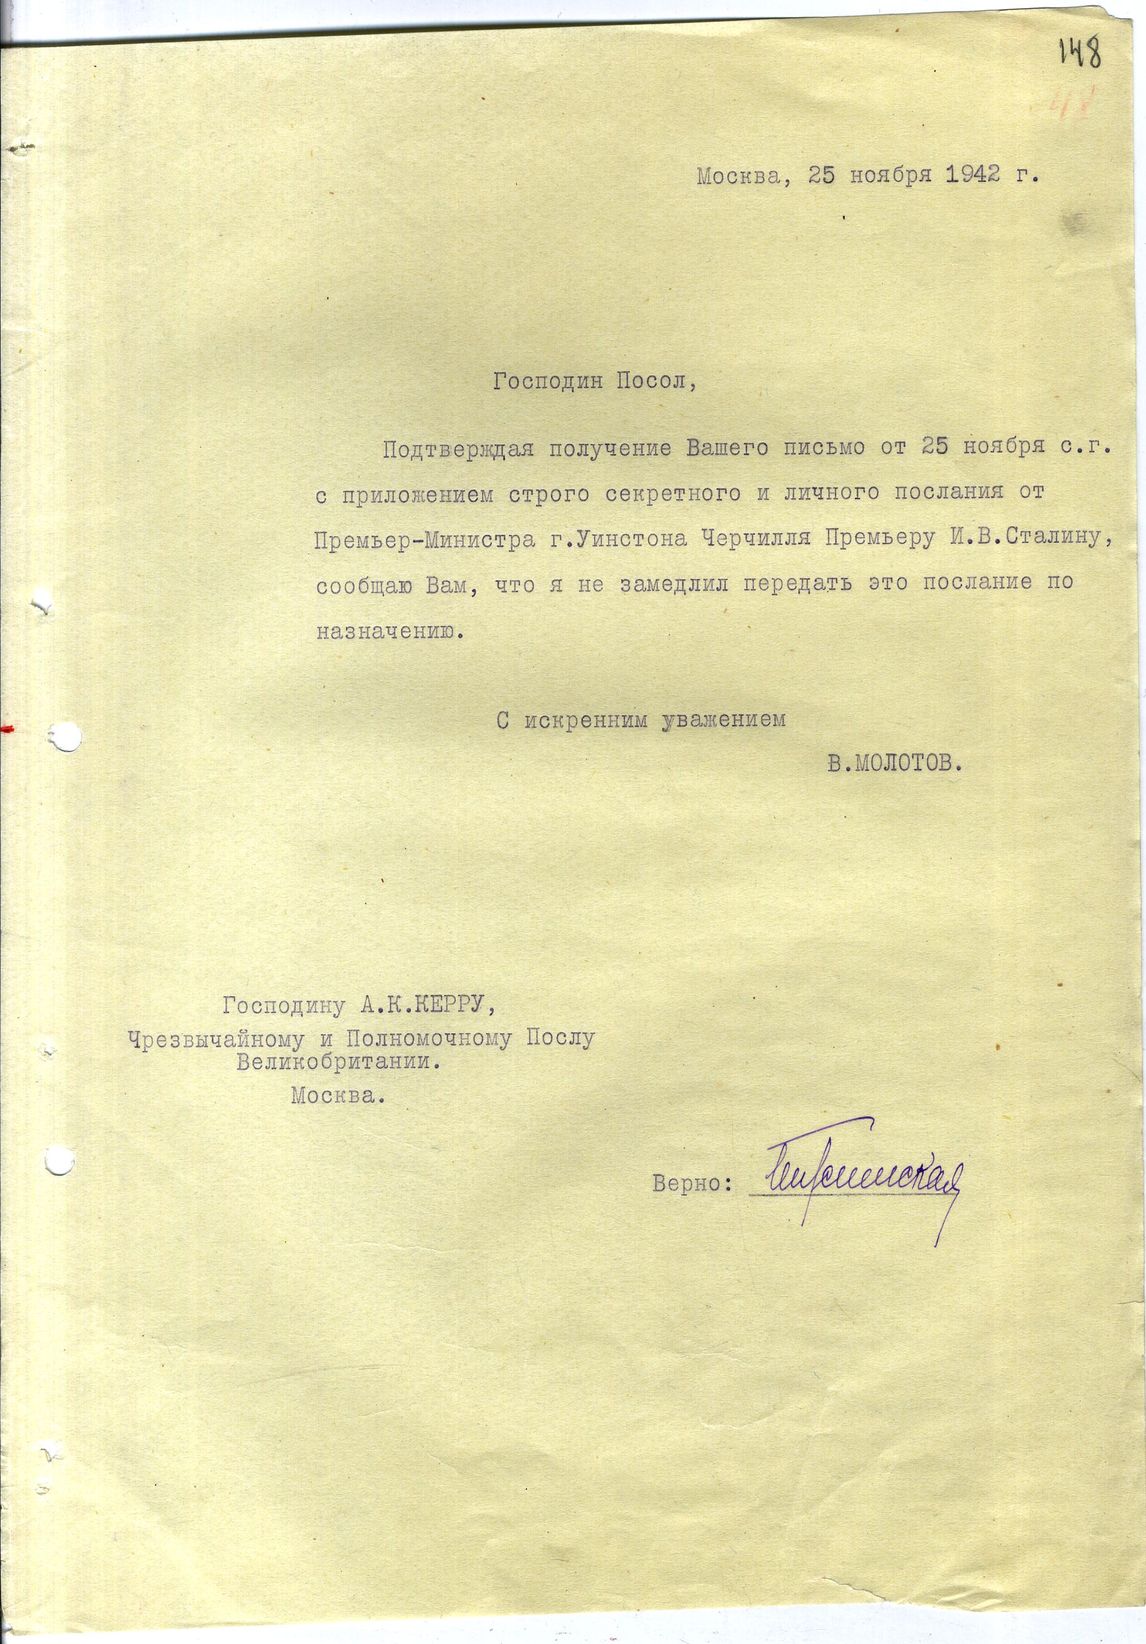 148
Москва, 25 ноября 1942 г.
Господин Посол,
Подтверждая получение Вашего письмо от 25 ноября с.г.
с приложением строго секретного и личного послания от
Премьер-Министра г.Уинстона Черчилля Премьеру И.В.Сталину,
сообщаю Вам, что я не замедлил передать это послание по
назначению.
С искренним уважением
В.МОЛОТОВ.
Господину А.К.КЕРРУ,
Чрезвычайному и Полномочному Послу
Великобритании.
Москва.
Верно: